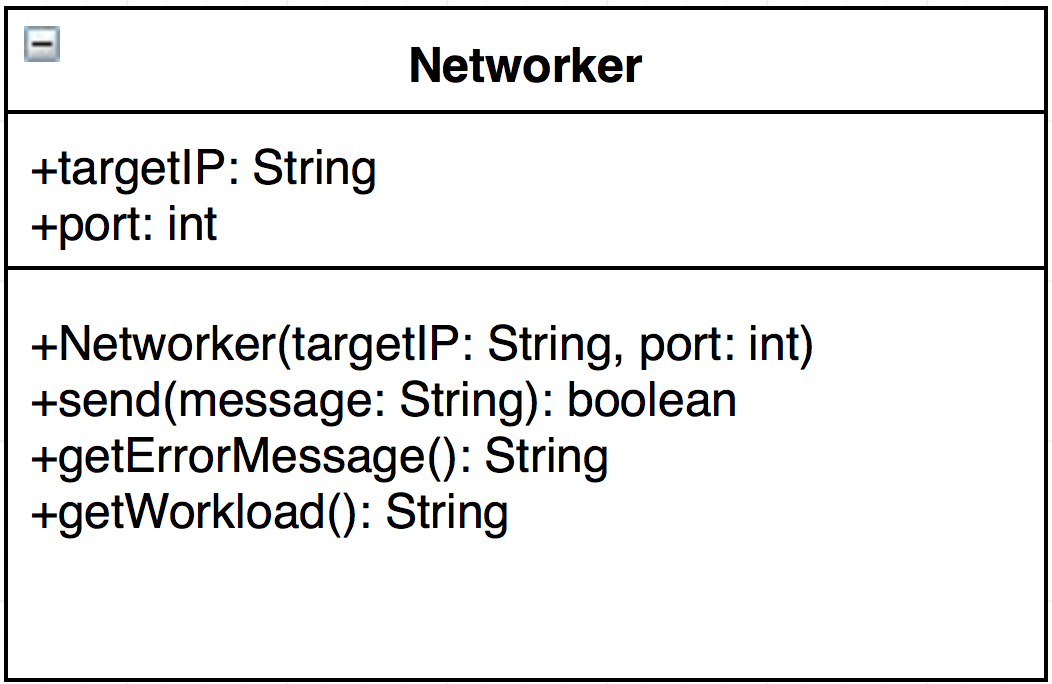 Networker
+targetIP: String
+port: int
+Networker(targetIP: String, port: int)
+send(message: String): boolean
+getErrorMessage(): String
+getWorkload(): String